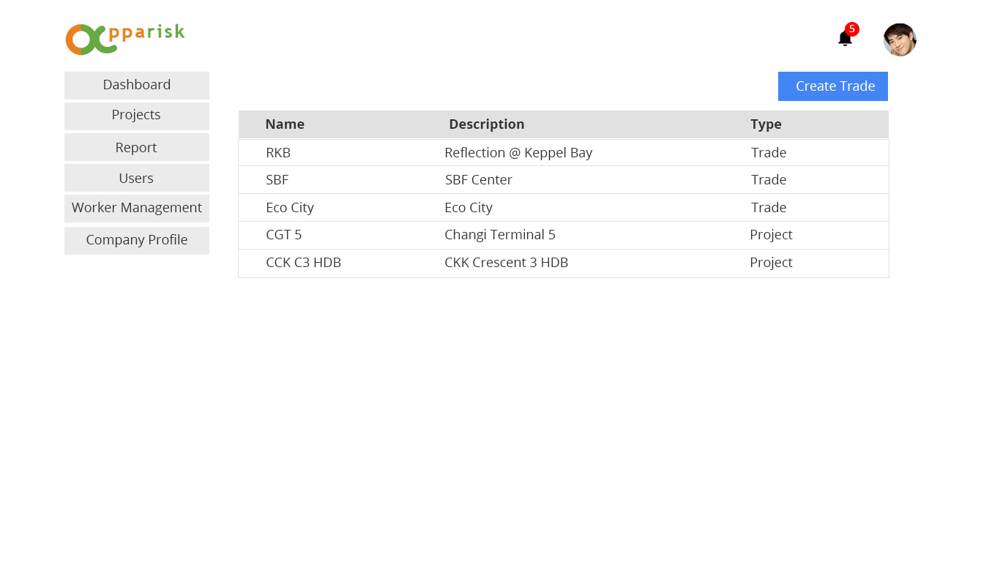 pparisk
5
Dashboard
Projects
Report
Users
Worker Management
Company Profile
Create Trade
Name Description Type
RKB Reflection @ Keppel Bay Trade
SBF SBF Center Trade
Eco City Eco City Trade
CGT 5 Changi Terminal 5 Project
CCK C3 HDB CKK Crescent 3 HDB Project